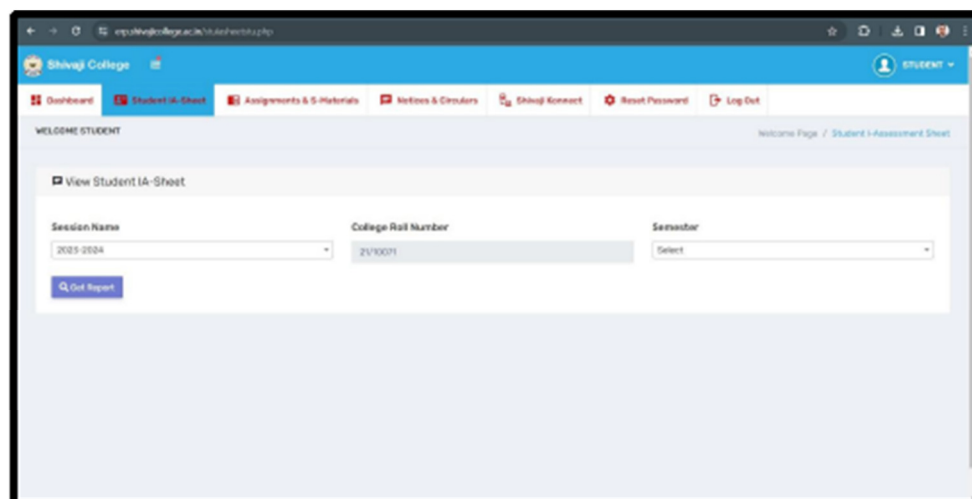 Shivaji College
STUDENT
Dashboard
Student IA-Sheet
Assignments & S-Materials
Notices & Circulars
Shivaji Konnect
Reset Password
Log Out
WELCOME STUDENT
Welcome Page / Student I-Assessment Sheet
View Student IA-Sheet
Session Name
College Roll Number
Semester
2023-2024
21/10071
Select
Get Report